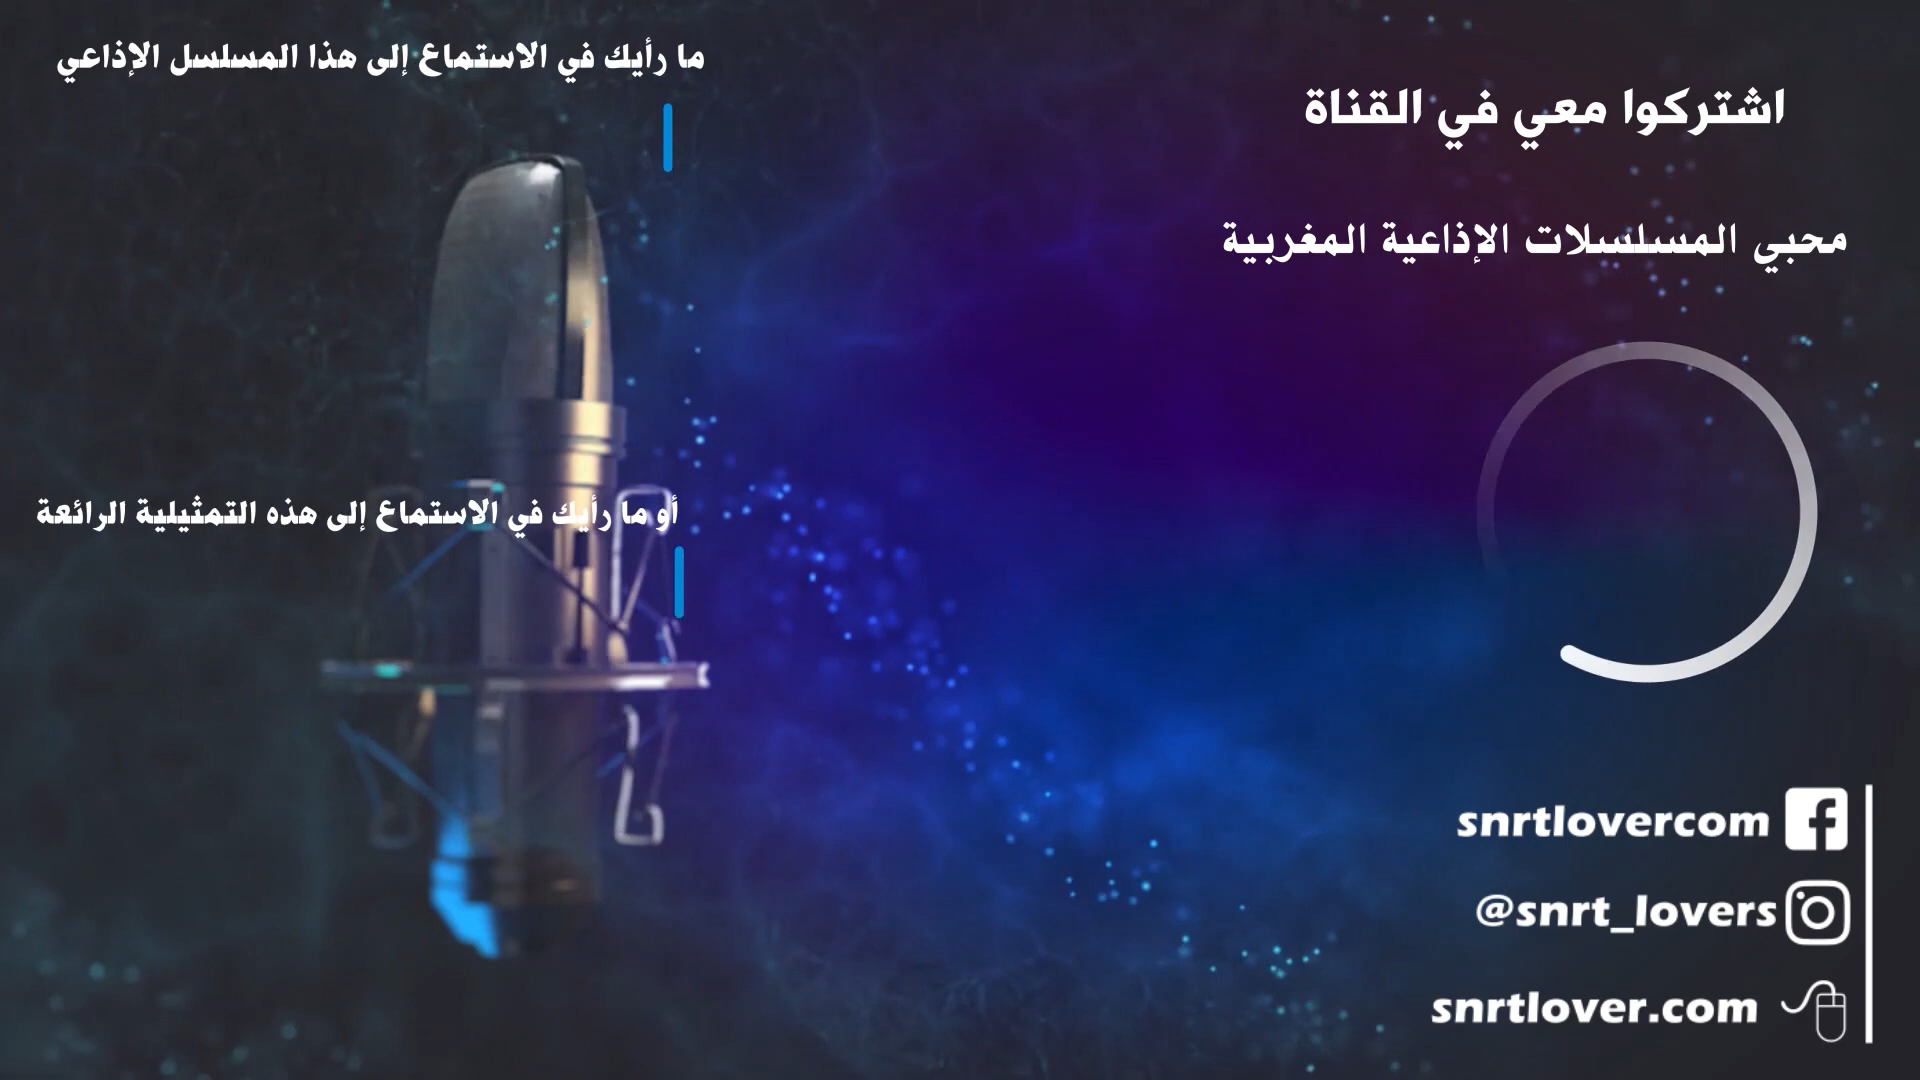 ما رأيك في الاستماع إلى هذا المسلسل الإذاعي
اشتركوا معي في القناة
محبي المسلسلات الإذاعية المغربية
أو ما رأيك في الاستماع إلى هذه التمثيلية الرائعة
snrtlovercom
@snrt_lovers
snrtlover.com